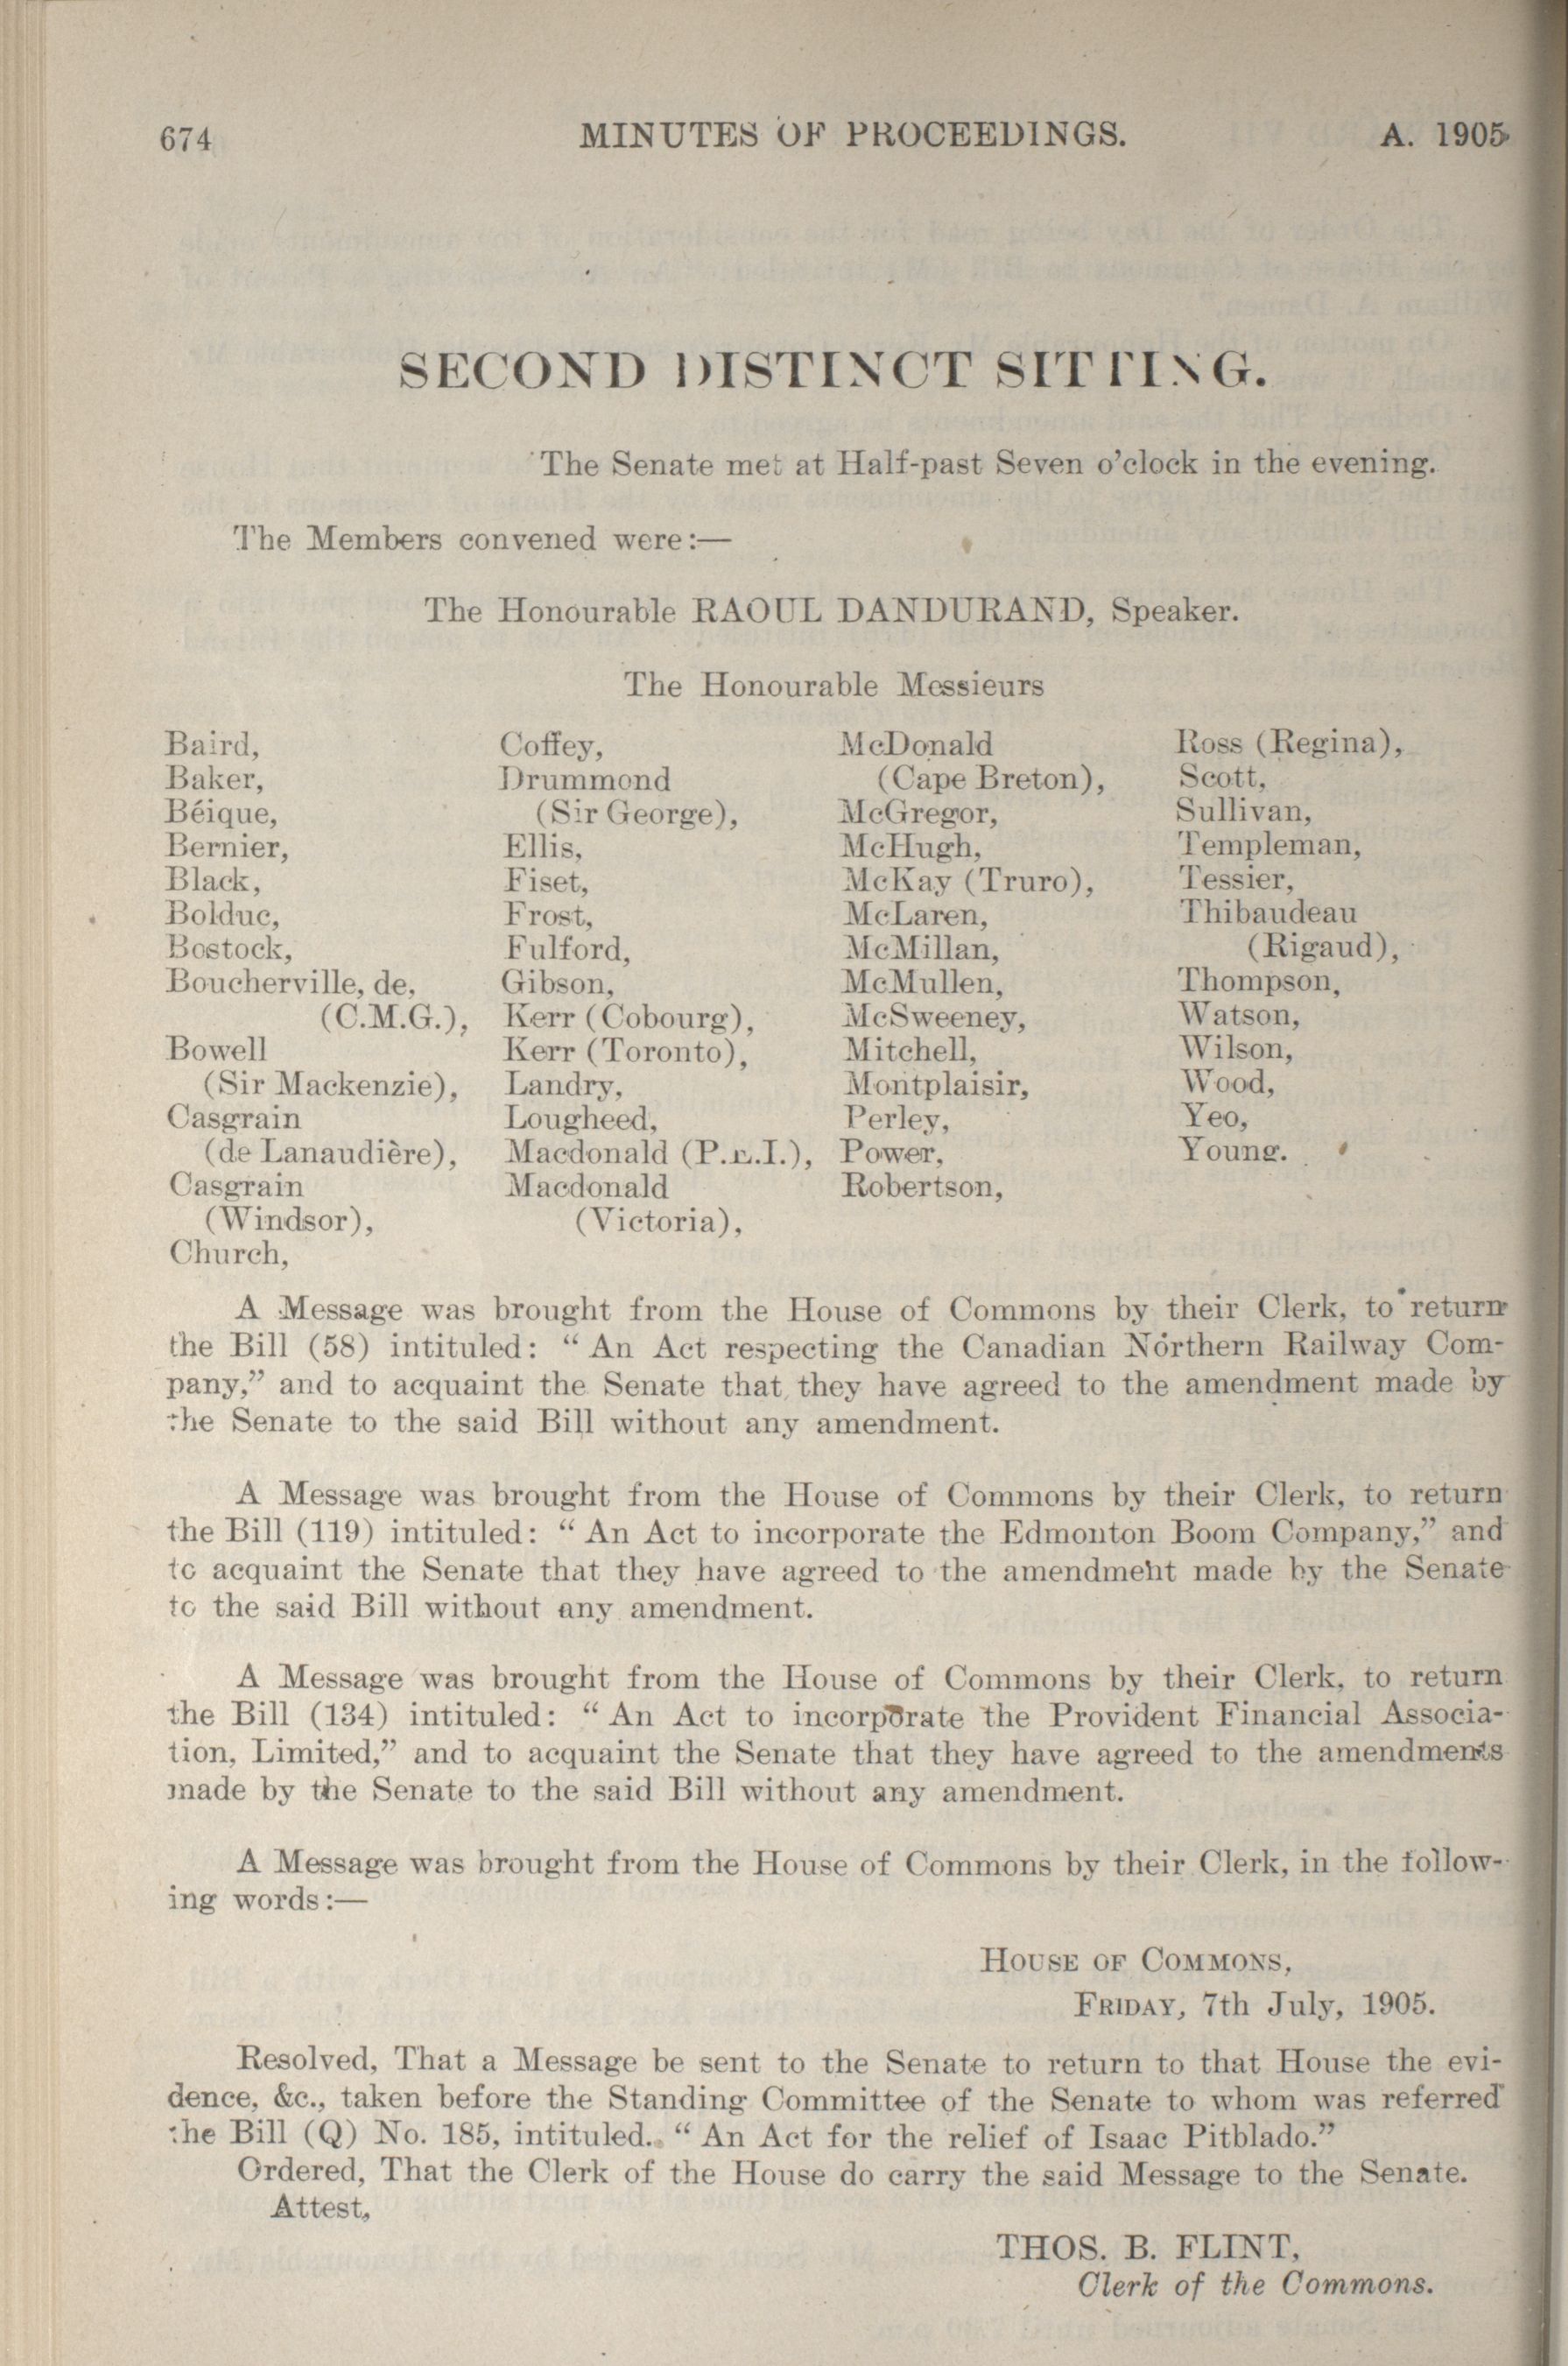 674
MINUTES OF PROCEEDINGS.
A. 1905
SECOND DISTINCT SITTING.
The Senate met at Half-past Seven o'clock in the evening.
The Members convened were:—
The Honourable RAOUL DANDURAND, Speaker.
The Honourable Messieurs
Baird,
Baker,
Béique,
Bernier,
Black,
Bolduc,
Bostock,
Boucherville, de,
(C.M.G.),
Bowell
(Sir Mackenzie),
Casgrain
(de Lanaudière),
Casgrain
(Windsor),
Church,
Coffey,
Drummond
(Sir George),
Ellis,
Fiset,
Frost,
Fulford,
Gibson,
Kerr (Cobourg),
Kerr (Toronto),
Landry,
Lougheed,
Macdonald (P.E.I.),
Macdonald
(Victoria),
McDonald
(Cape Breton),
McGregor,
McHugh,
McKay (Truro),
McLaren,
McMillan,
McMullen,
McSweeney,
Mitchell,
Montplaisir,
Perley,
Power,
Robertson,
Ross (Regina),
Scott,
Sullivan,
Templeman,
Tessier,
Thibaudeau
(Rigaud),
Thompson,
Watson,
Wilson,
Wood,
Yeo,
Young.
A Message was brought from the House of Commons by their Clerk, to return
the Bill (58) intituled: “ An Act respecting the Canadian Northern Railway Com-
pany,” and to acquaint the Senate that they have agreed to the amendment made by
the Senate to the said Bill without any amendment.
A Message was brought from the House of Commons by their Clerk, to return
the Bill (119) intituled: “ An Act to incorporate the Edmonton Boom Company,” and
to acquaint the Senate that they have agreed to the amendment made by the Senate
to the said Bill without any amendment.
A Message was brought from the House of Commons by their Clerk, to return
the Bill (134) intituled: “ An Act to incorporate the Provident Financial Associa-
tion, Limited,” and to acquaint the Senate that they have agreed to the amendments
made by the Senate to the said Bill without any amendment.
A Message was brought from the House of Commons by their Clerk, in the follow-
ing words:—
HOUSE OF COMMONS,
FRIDAY, 7th July, 1905.
Resolved, That a Message be sent to the Senate to return to that House the evi-
dence, &c., taken before the Standing Committee of the Senate to whom was referred
the Bill (Q) No. 185, intituled. “ An Act for the relief of Isaac Pitblado.”
Ordered, That the Clerk of the House do carry the said Message to the Senate.
Attest,
THOS. B. FLINT,
Clerk of the Commons.